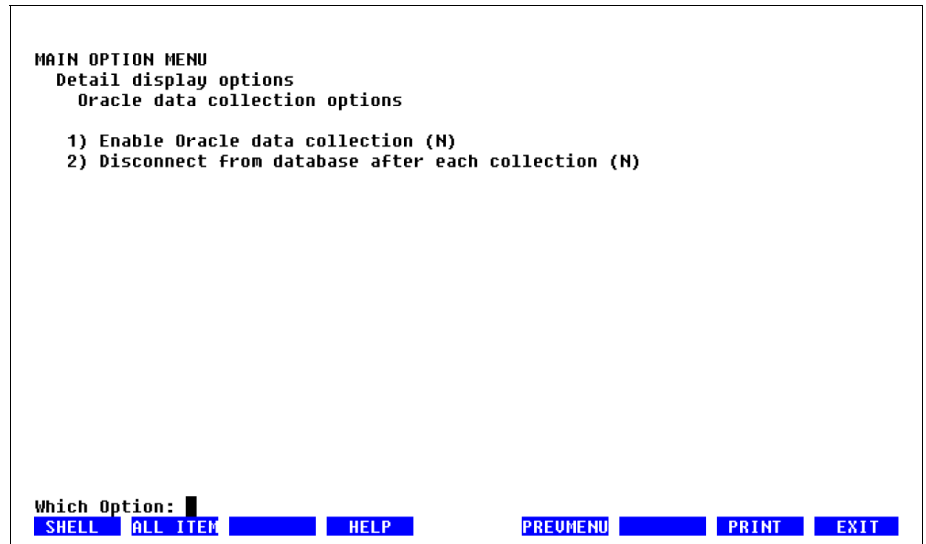 MAIN OPTION MENU
Detail display options
Oracle data collection options
1) Enable Oracle data collection (N)
2) Disconnect from database after each collection (N)
Which Option:
SHELL ALL ITEM HELP PREVMENU PRINT EXIT